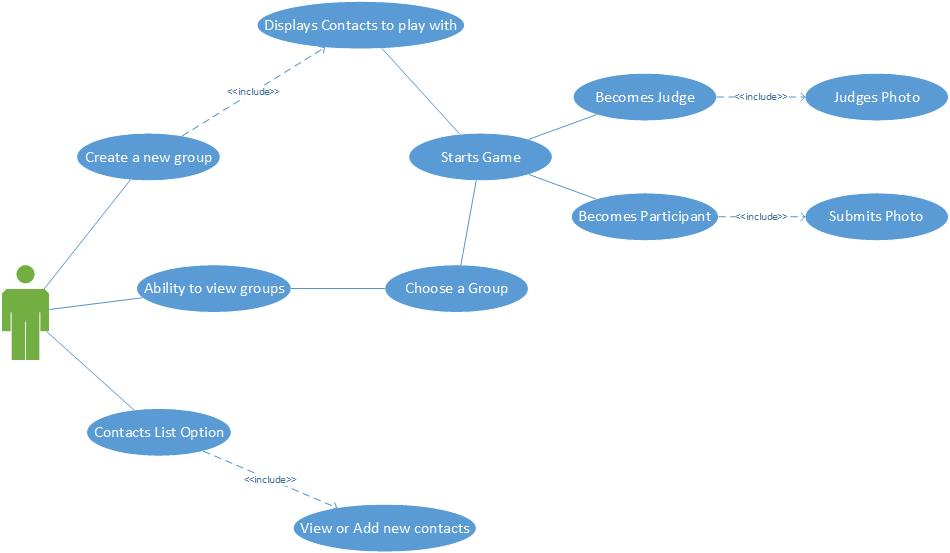 Displays Contacts to play with
<<include>>
Becomes Judge
<<include>>
Judges Photo
Create a new group
Starts Game
Becomes Participant
<<include>>
Submits Photo
Ability to view groups
Choose a Group
Contacts List Option
<<include>>
View or Add new contacts